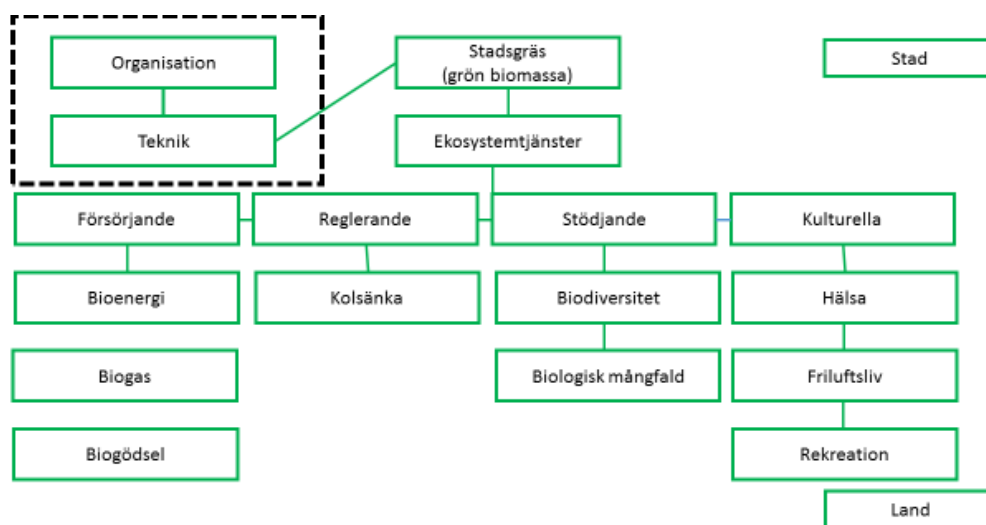 Organisation
Stadsgräs
(grön biomassa)
Stad
Teknik
Ekosystemtjänster
Försörjande
Reglerande
Stödjande
Kulturella
Bioenergi
Kolsänka
Biodiversitet
Hälsa
Biogas
Biologisk mångfald
Friluftsliv
Biogödsel
Rekreation
Land